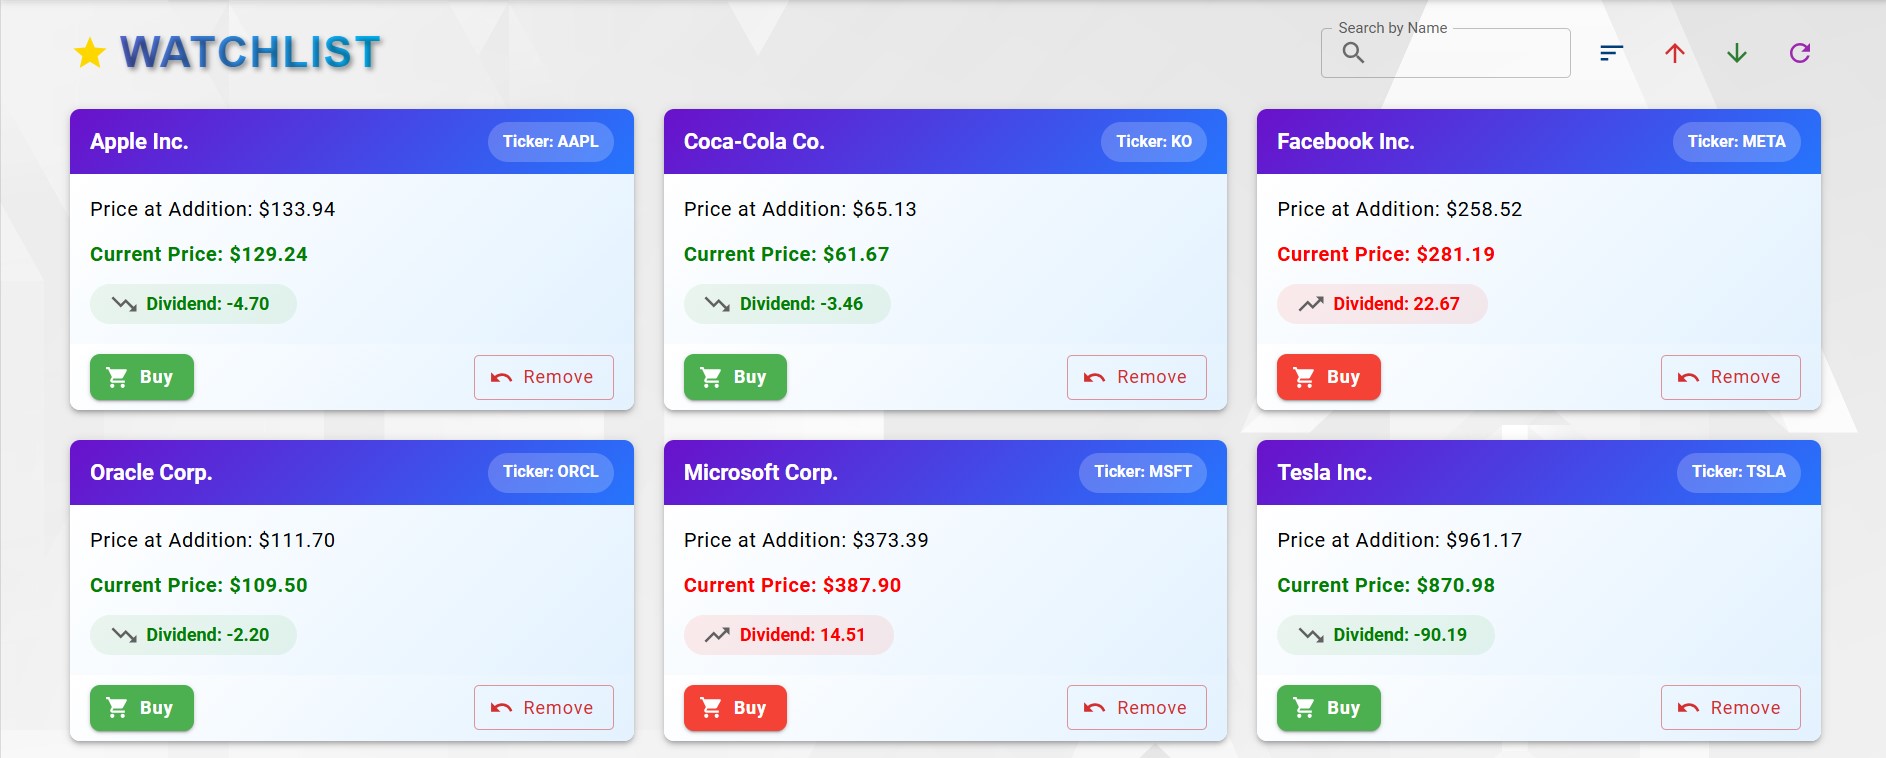 WATCHLIST
Search by Name
Apple Inc.
Ticker: AAPL
Price at Addition: $133.94
Current Price: $129.24
Dividend: -4.70
Buy
Remove
Coca-Cola Co.
Ticker: KO
Price at Addition: $65.13
Current Price: $61.67
Dividend: -3.46
Buy
Remove
Facebook Inc.
Ticker: META
Price at Addition: $258.52
Current Price: $281.19
Dividend: 22.67
Buy
Remove
Oracle Corp.
Ticker: ORCL
Price at Addition: $111.70
Current Price: $109.50
Dividend: -2.20
Buy
Remove
Microsoft Corp.
Ticker: MSFT
Price at Addition: $373.39
Current Price: $387.90
Dividend: 14.51
Buy
Remove
Tesla Inc.
Ticker: TSLA
Price at Addition: $961.17
Current Price: $870.98
Dividend: -90.19
Buy
Remove